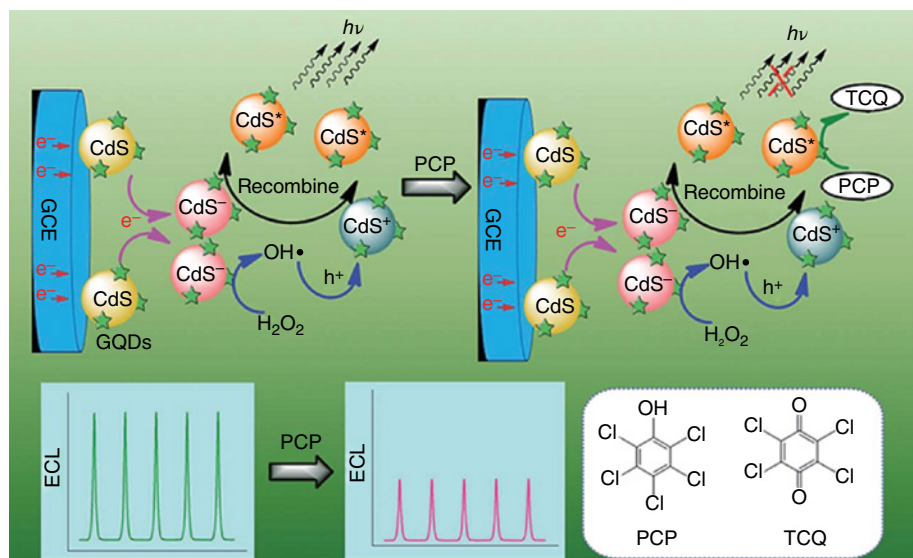 hν
CdS*
CdS*
CdS
e⁻
e⁻
GCE
Recombine
CdS⁻
CdS⁺
e⁻
OH•
CdS⁻
h⁺
e⁻
e⁻
CdS
H₂O₂
GQDs
PCP
hν
TCQ
CdS*
CdS*
CdS
e⁻
e⁻
PCP
GCE
Recombine
CdS⁻
CdS⁺
e⁻
OH•
CdS⁻
h⁺
e⁻
e⁻
CdS
H₂O₂
ECL
PCP
ECL
OH
Cl
Cl
Cl
Cl
Cl
PCP
O
Cl
Cl
Cl
Cl
O
TCQ